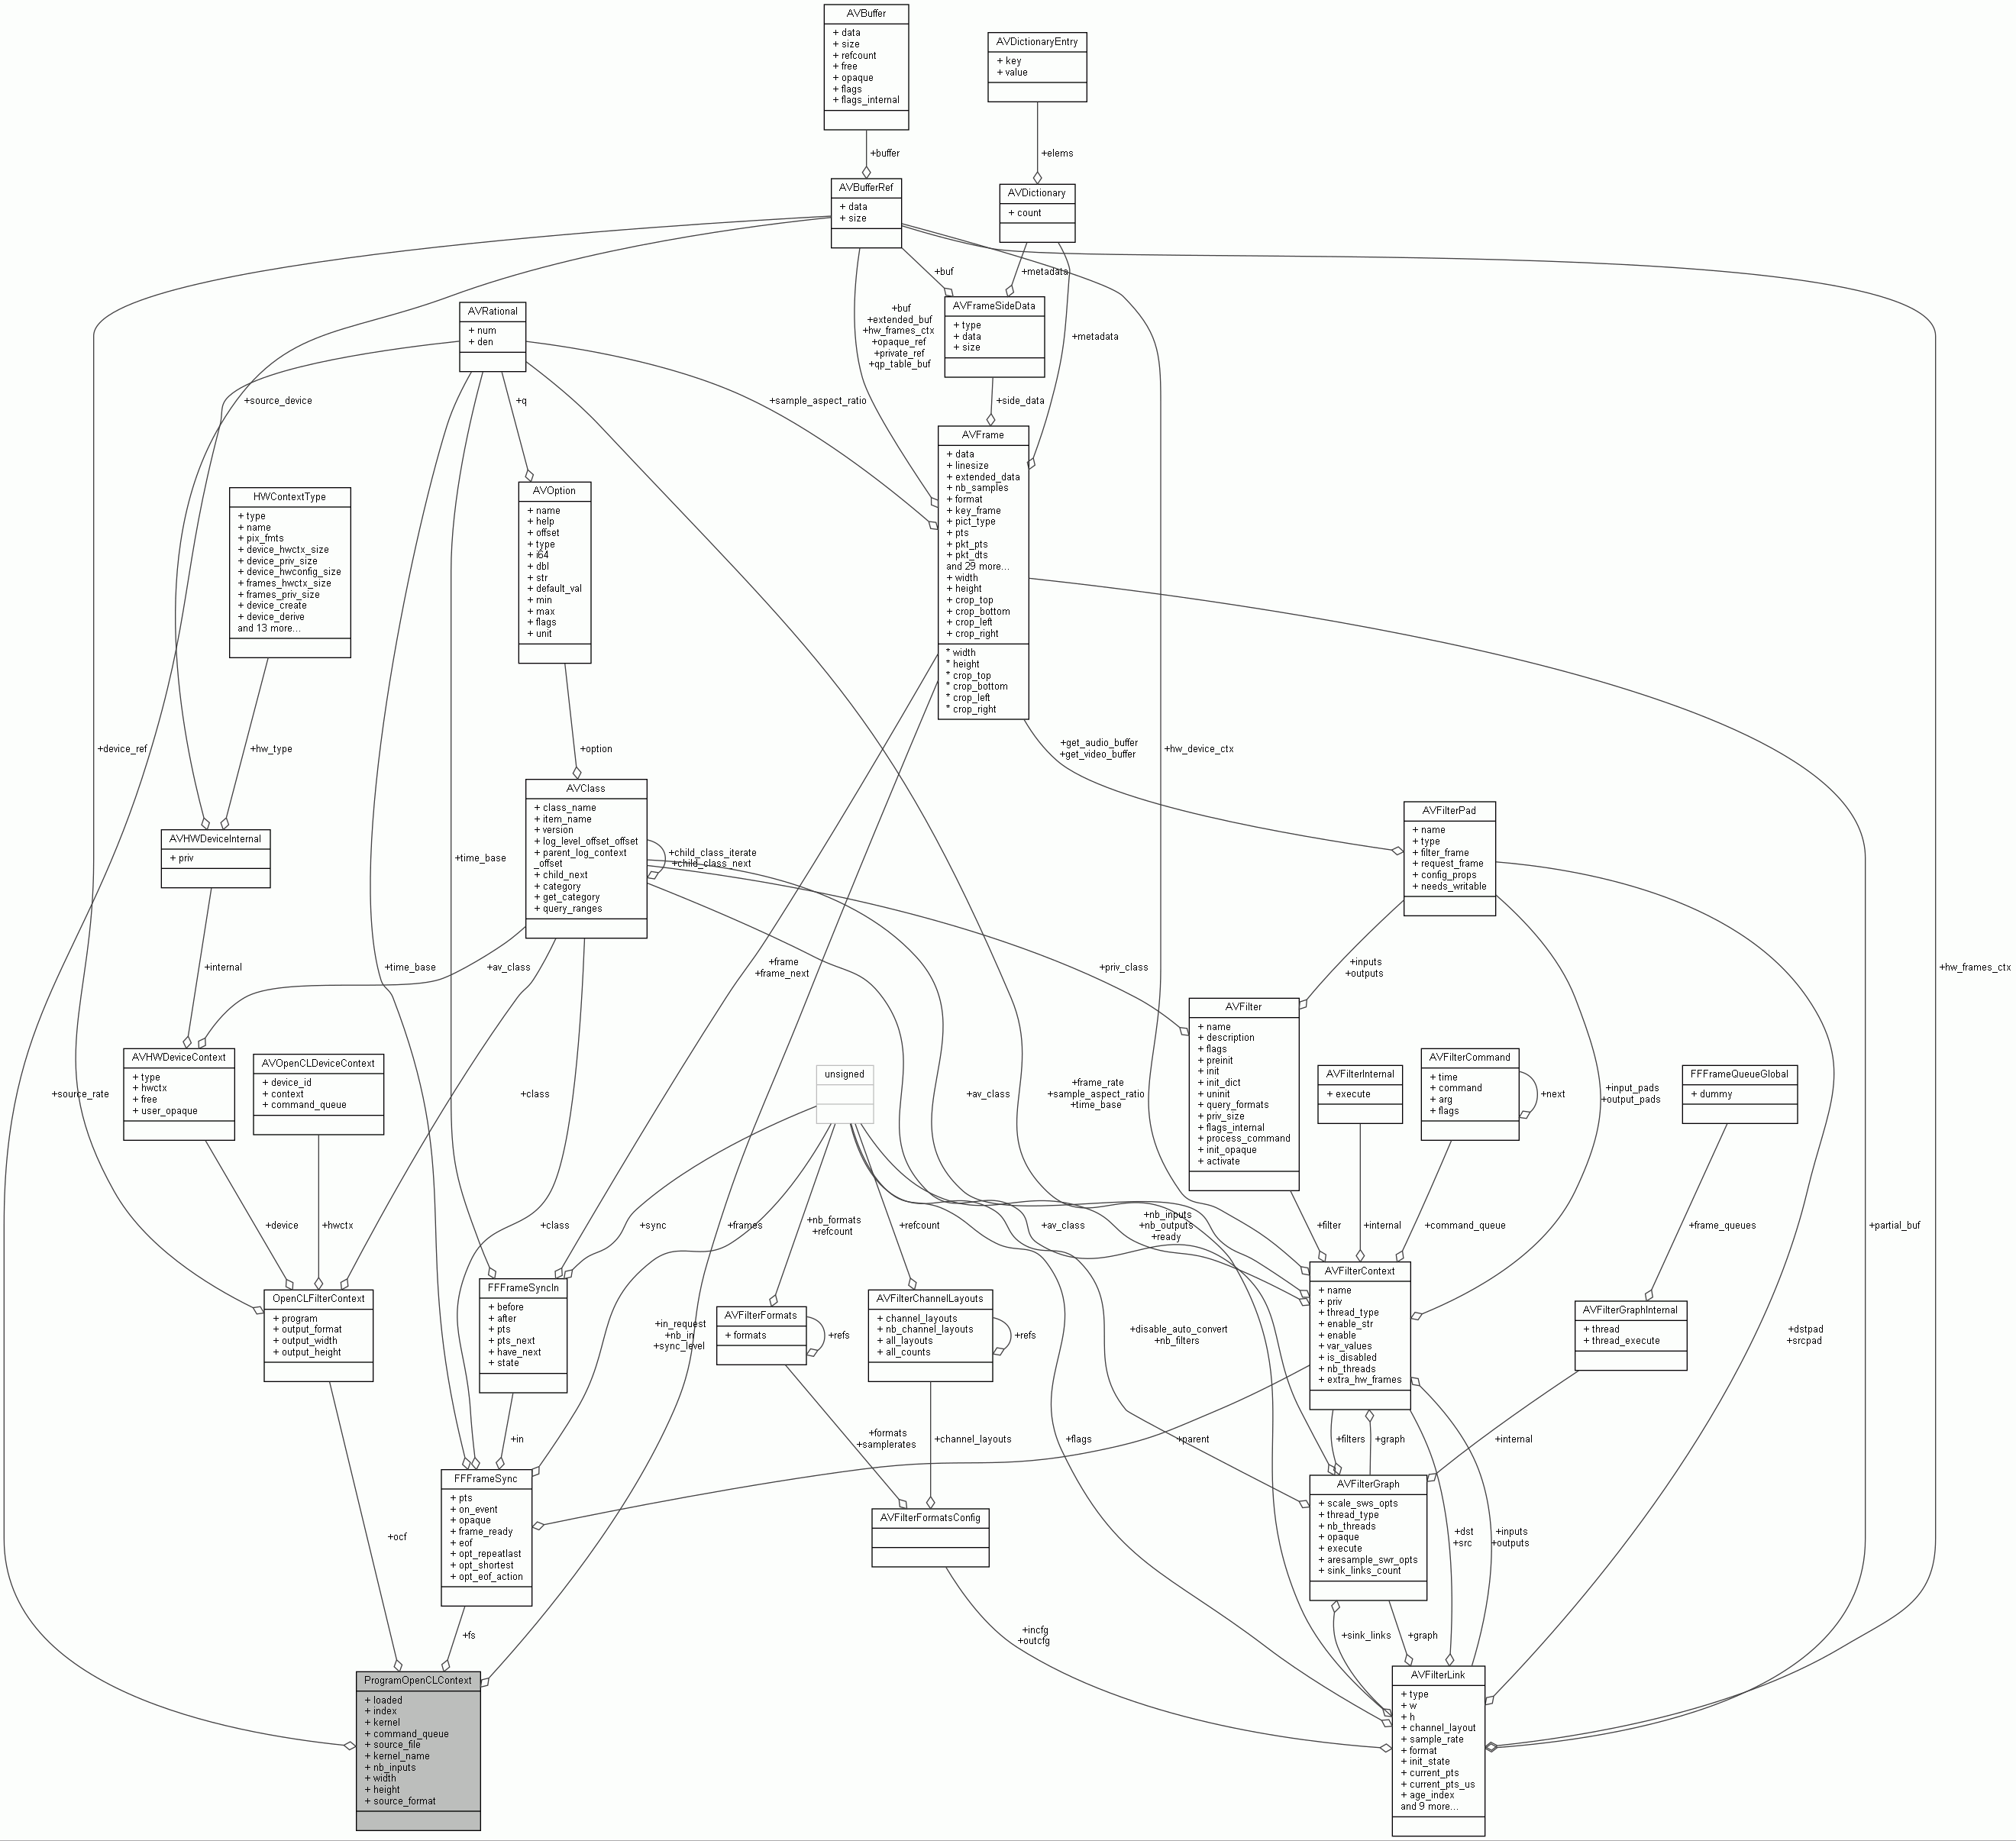 AVBuffer
+ data
+ size
+ refcount
+ free
+ opaque
+ flags
+ flags_internal
AVDictionaryEntry
+ key
+ value
+buffer
+elems
AVBufferRef
+ data
+ size
AVDictionary
+ count
+buf
+metadata
AVFrameSideData
+ type
+ data
+ size
AVRational
+ num
+ den
+buf
+extended_buf
+hw_frames_ctx
+opaque_ref
+private_ref
+qp_table_buf
+metadata
+source_device
+q
+sample_aspect_ratio
+side_data
AVFrame
+ data
+ linesize
+ extended_data
+ nb_samples
+ format
+ key_frame
+ pict_type
+ pts
+ pkt_pts
+ pkt_dts
and 29 more...
+ width
+ height
+ crop_top
+ crop_bottom
+ crop_left
+ crop_right
* width
* height
* crop_top
* crop_bottom
* crop_left
* crop_right
HWContextType
+ type
+ name
+ pix_fmts
+ device_hwctx_size
+ device_priv_size
+ device_hwconfig_size
+ frames_hwctx_size
+ frames_priv_size
+ device_create
+ device_derive
and 13 more...
AVOption
+ name
+ help
+ offset
+ type
+ i64
+ dbl
+ str
+ default_val
+ min
+ max
+ flags
+ unit
+device_ref
+hw_type
+option
+get_audio_buffer
+get_video_buffer
+hw_device_ctx
AVHWDeviceInternal
+ priv
+time_base
AVClass
+ class_name
+ item_name
+ version
+ log_level_offset_offset
+ parent_log_context
_offset
+ child_next
+ category
+ get_category
+ query_ranges
+child_class_iterate
+child_class_next
AVFilterPad
+ name
+ type
+ filter_frame
+ request_frame
+ config_props
+ needs_writable
+internal
+time_base
+av_class
+frame
+frame_next
+priv_class
+inputs
+outputs
+hw_frames_ctx
AVHWDeviceContext
+ type
+ hwctx
+ free
+ user_opaque
AVOpenCLDeviceContext
+ device_id
+ context
+ command_queue
+source_rate
+class
unsigned
+av_class
+frame_rate
+sample_aspect_ratio
+time_base
AVFilter
+ name
+ description
+ flags
+ preinit
+ init
+ init_dict
+ uninit
+ query_formats
+ priv_size
+ flags_internal
+ process_command
+ init_opaque
+ activate
AVFilterInternal
+ execute
AVFilterCommand
+ time
+ command
+ arg
+ flags
+next
+input_pads
+output_pads
FFFrameQueueGlobal
+ dummy
+device
+hwctx
+class
+sync
+frames
+nb_formats
+refcount
+refcount
+av_class
+nb_inputs
+nb_outputs
+ready
+filter
+internal
+command_queue
+frame_queues
+partial_buf
OpenCLFilterContext
+ program
+ output_format
+ output_width
+ output_height
FFFrameSyncIn
+ before
+ after
+ pts
+ pts_next
+ have_next
+ state
+in_request
+nb_in
+sync_level
AVFilterFormats
+ formats
+refs
AVFilterChannelLayouts
+ channel_layouts
+ nb_channel_layouts
+ all_layouts
+ all_counts
+refs
+disable_auto_convert
+nb_filters
AVFilterContext
+ name
+ priv
+ thread_type
+ enable_str
+ enable
+ var_values
+ is_disabled
+ nb_threads
+ extra_hw_frames
AVFilterGraphInternal
+ thread
+ thread_execute
+dstpad
+srcpad
+in
+formats
+samplerates
+channel_layouts
+flags
+parent
+filters
+graph
+internal
FFFrameSync
+ pts
+ on_event
+ opaque
+ frame_ready
+ eof
+ opt_repeatlast
+ opt_shortest
+ opt_eof_action
AVFilterFormatsConfig
AVFilterGraph
+ scale_sws_opts
+ thread_type
+ nb_threads
+ opaque
+ execute
+ aresample_swr_opts
+ sink_links_count
+dst
+src
+inputs
+outputs
+ocf
+fs
+incfg
+outcfg
+sink_links
+graph
ProgramOpenCLContext
+ loaded
+ index
+ kernel
+ command_queue
+ source_file
+ kernel_name
+ nb_inputs
+ width
+ height
+ source_format
AVFilterLink
+ type
+ w
+ h
+ channel_layout
+ sample_rate
+ format
+ init_state
+ current_pts
+ current_pts_us
+ age_index
and 9 more...